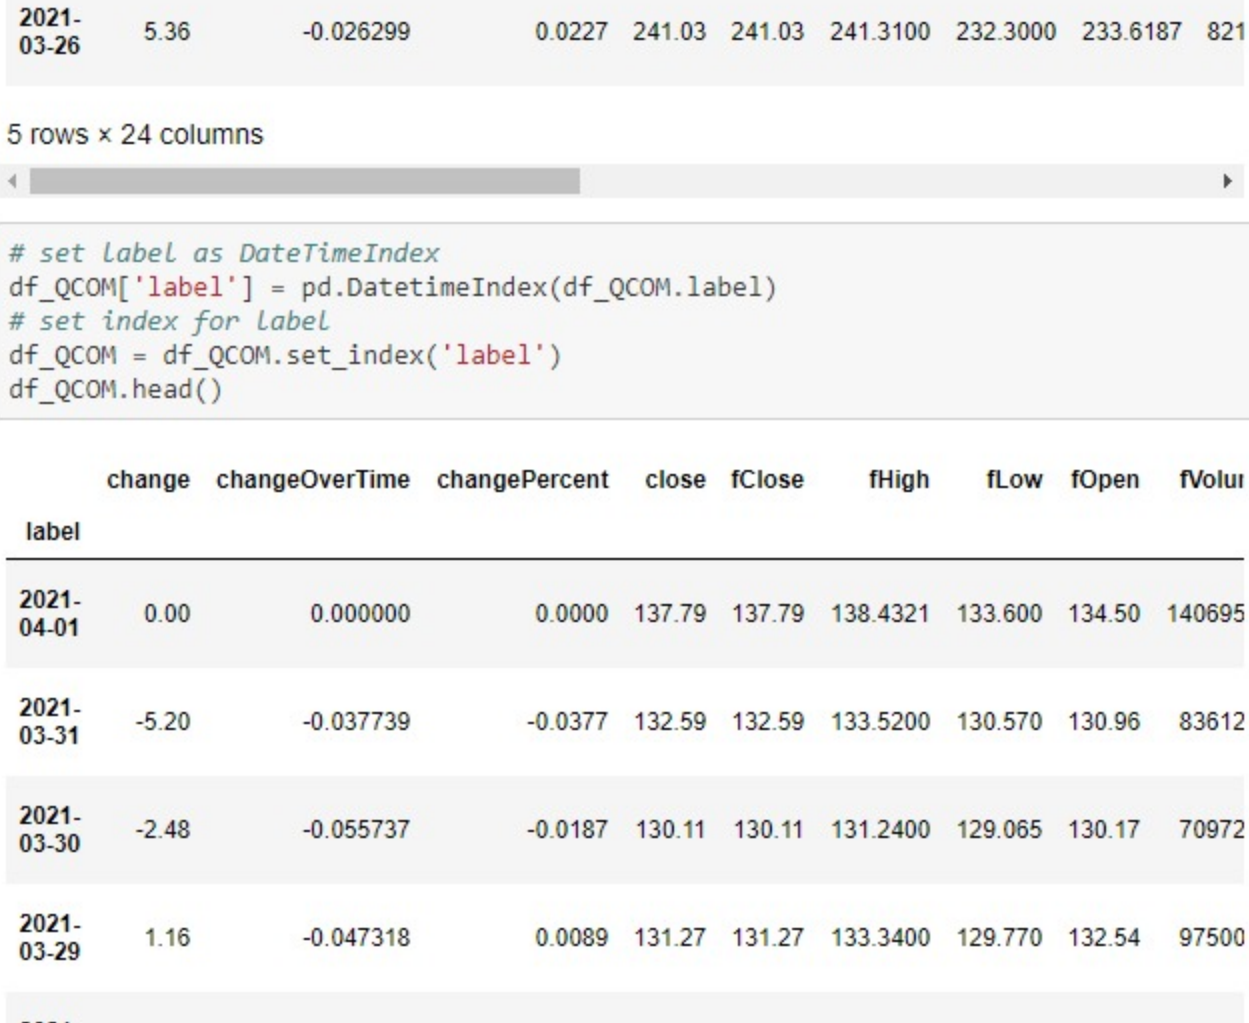 2021-
03-26 5.36 -0.026299 0.0227 241.03 241.03 241.3100 232.3000 233.6187 821
5 rows × 24 columns
# set label as DateTimeIndex
df_QCOM['label'] = pd.DatetimeIndex(df_QCOM.label)
# set index for label
df_QCOM = df_QCOM.set_index('label')
df_QCOM.head()
change changeOverTime changePercent close fClose fHigh fLow fOpen fVolu
label
2021-
04-01 0.00 0.000000 0.0000 137.79 137.79 138.4321 133.600 134.50 140695
2021-
03-31 -5.20 -0.037739 -0.0377 132.59 132.59 133.5200 130.570 130.96 83612
2021-
03-30 -2.48 -0.055737 -0.0187 130.11 130.11 131.2400 129.065 130.17 70972
2021-
03-29 1.16 -0.047318 0.0089 131.27 131.27 133.3400 129.770 132.54 97500